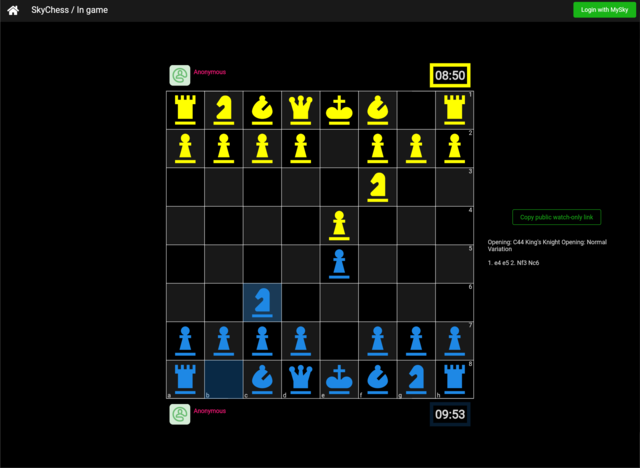 SkyChess / In game
Login with MySky
Anonymous
08:50
1
2
3
4
5
6
7
8
a b c d e f g h
Copy public watch-only link
Opening: C44 King's Knight Opening: Normal
Variation
1. e4 e5 2. Nf3 Nc6
Anonymous
09:53